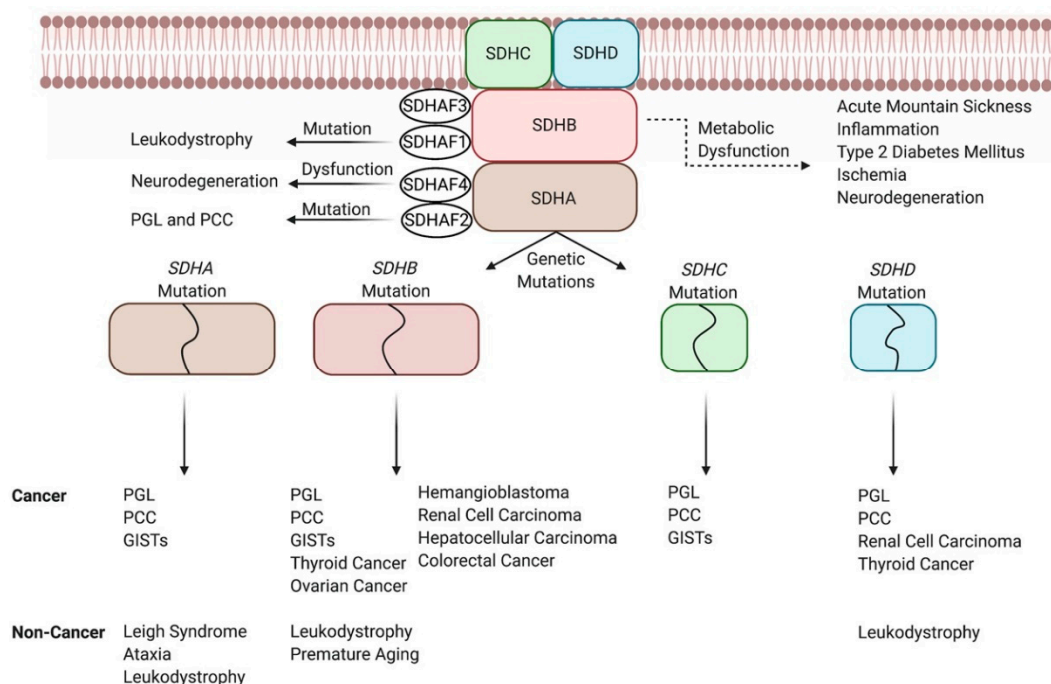 SDHC
SDHD
SDHAF3
SDHB
SDHAF1
Mutation
Leukodystrophy
Dysfunction
Neurodegeneration
SDHAF4
SDHA
Mutation
PGL and PCC
SDHAF2
Metabolic
Dysfunction
Acute Mountain Sickness
Inflammation
Type 2 Diabetes Mellitus
Ischemia
Neurodegeneration
Genetic
Mutations
SDHA
Mutation
SDHB
Mutation
SDHC
Mutation
SDHD
Mutation
Cancer
PGL
PCC
GISTs
PGL
PCC
GISTs
Thyroid Cancer
Ovarian Cancer
Hemangioblastoma
Renal Cell Carcinoma
Hepatocellular Carcinoma
Colorectal Cancer
PGL
PCC
GISTs
PGL
PCC
Renal Cell Carcinoma
Thyroid Cancer
Non-Cancer
Leigh Syndrome
Ataxia
Leukodystrophy
Leukodystrophy
Premature Aging
Leukodystrophy